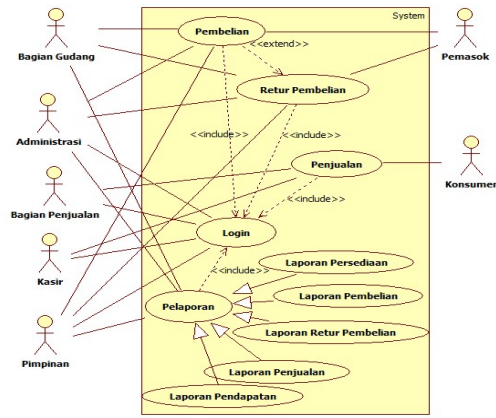 System
Pembelian
<<extend>>
Bagian Gudang
Pemasok
Retur Pembelian
Administrasi
<<include>>
<<include>>
Penjualan
Konsumen
Bagian Penjualan
<<include>>
Login
Kasir
Laporan Persediaan
<<include>>
Laporan Pembelian
Pelaporan
Laporan Retur Pembelian
Pimpinan
Laporan Penjualan
Laporan Pendapatan